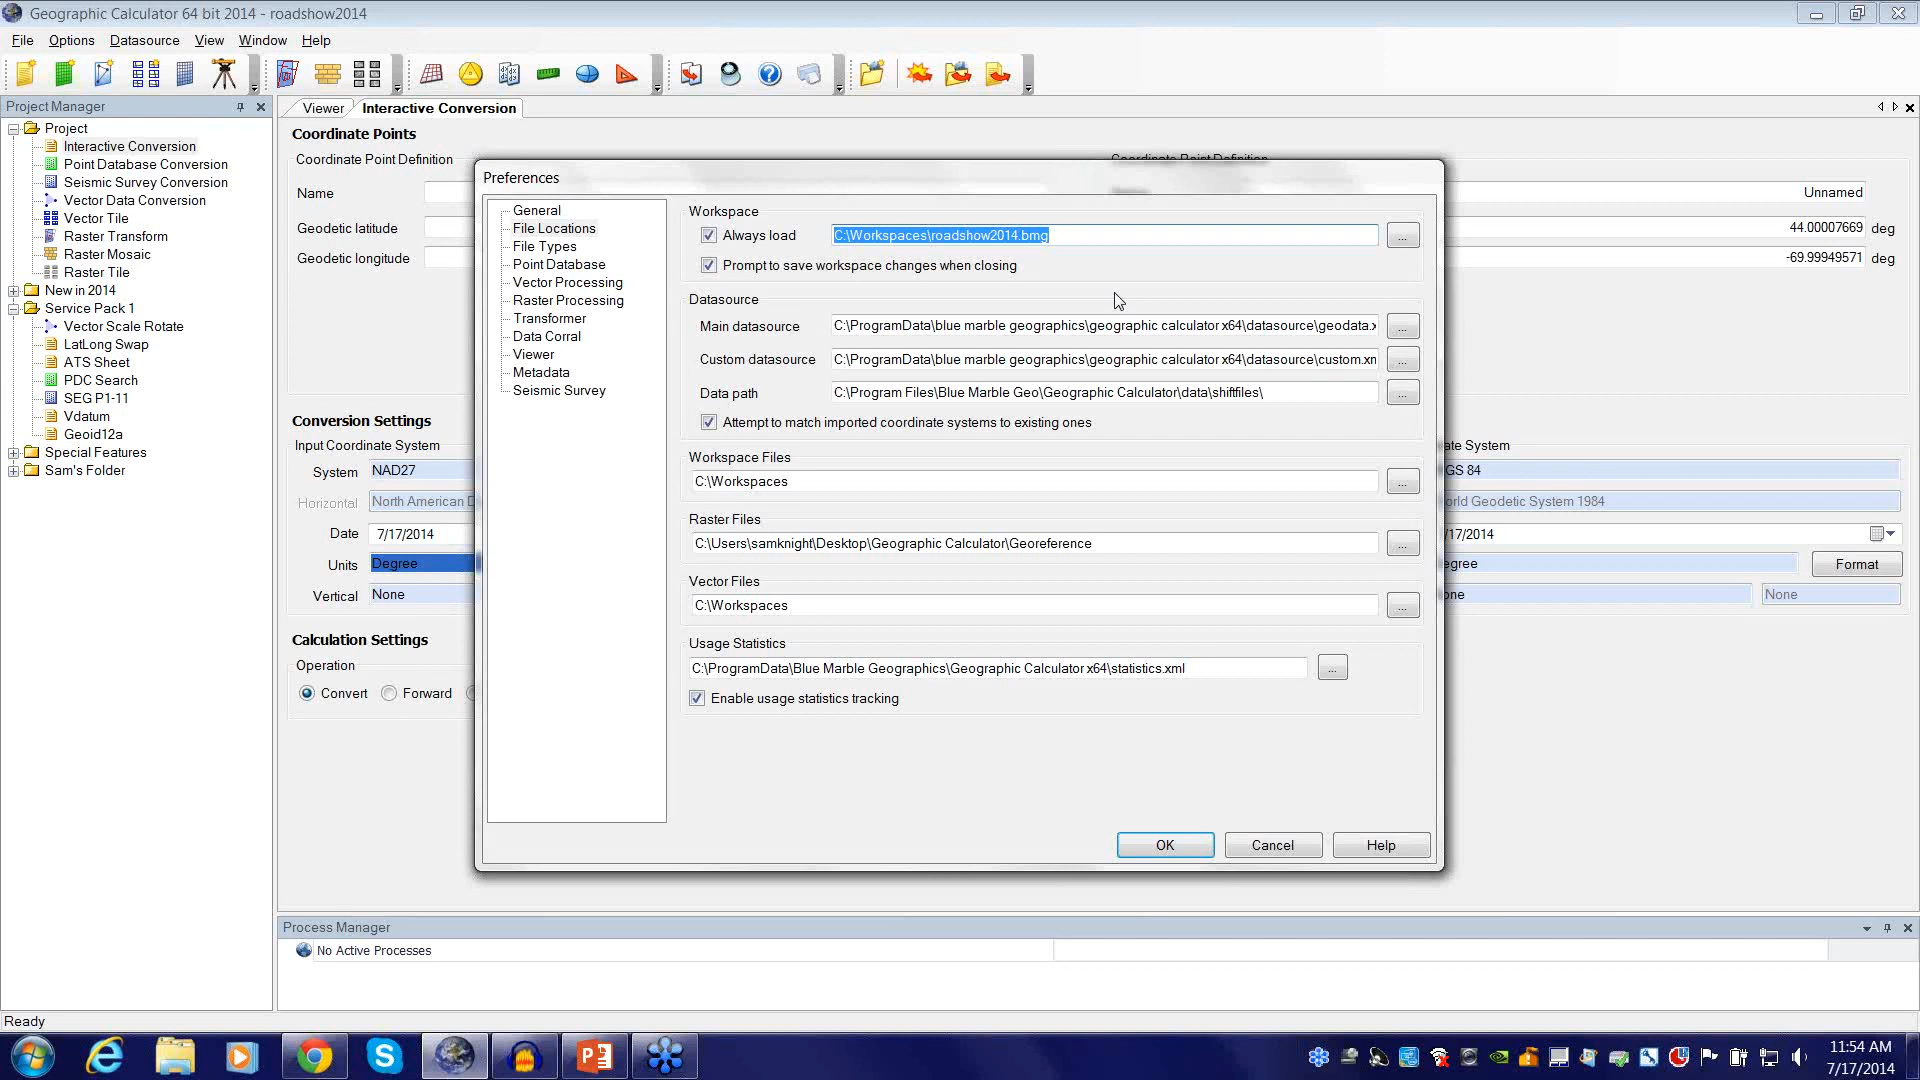 Geographic Calculator 64 bit 2014 - roadshow2014
File Options Datasource View Window Help
Project Manager
Viewer Interactive Conversion
Project
Interactive Conversion
Point Database Conversion
Seismic Survey Conversion
Vector Data Conversion
Vector Tile
Raster Transform
Raster Mosaic
Raster Tile
New in 2014
Service Pack 1
Vector Scale Rotate
LatLong Swap
ATS Sheet
PDC Search
SEG P1-11
Vdatum
Geoid12a
Special Features
Sam's Folder
Coordinate Points
Coordinate Point Definition
Coordinate Point Definition
Name
Unnamed
Geodetic latitude
44.00007669 deg
Geodetic longitude
-69.99949571 deg
Conversion Settings
Input Coordinate System
System NAD27
Horizontal North American D
Date 7/17/2014
Units Degree
Vertical None
Calculation Settings
Operation
Convert Forward
ate System
GS 84
orld Geodetic System 1984
/17/2014
egree Format
one None
Preferences
General
File Locations
File Types
Point Database
Vector Processing
Raster Processing
Transformer
Data Corral
Viewer
Metadata
Seismic Survey
Workspace
Always load C:\Workspaces\roadshow2014.bmg ...
Prompt to save workspace changes when closing
Datasource
Main datasource C:\ProgramData\blue marble geographics\geographic calculator x64\datasource\geodata.x ...
Custom datasource C:\ProgramData\blue marble geographics\geographic calculator x64\datasource\custom.xm ...
Data path C:\Program Files\Blue Marble Geo\Geographic Calculator\data\shiftfiles\ ...
Attempt to match imported coordinate systems to existing ones
Workspace Files
C:\Workspaces ...
Raster Files
C:\Users\samknight\Desktop\Geographic Calculator\Georeference ...
Vector Files
C:\Workspaces ...
Usage Statistics
C:\ProgramData\Blue Marble Geographics\Geographic Calculator x64\statistics.xml ...
Enable usage statistics tracking
OK Cancel Help
Process Manager
No Active Processes
Ready
11:54 AM
7/17/2014